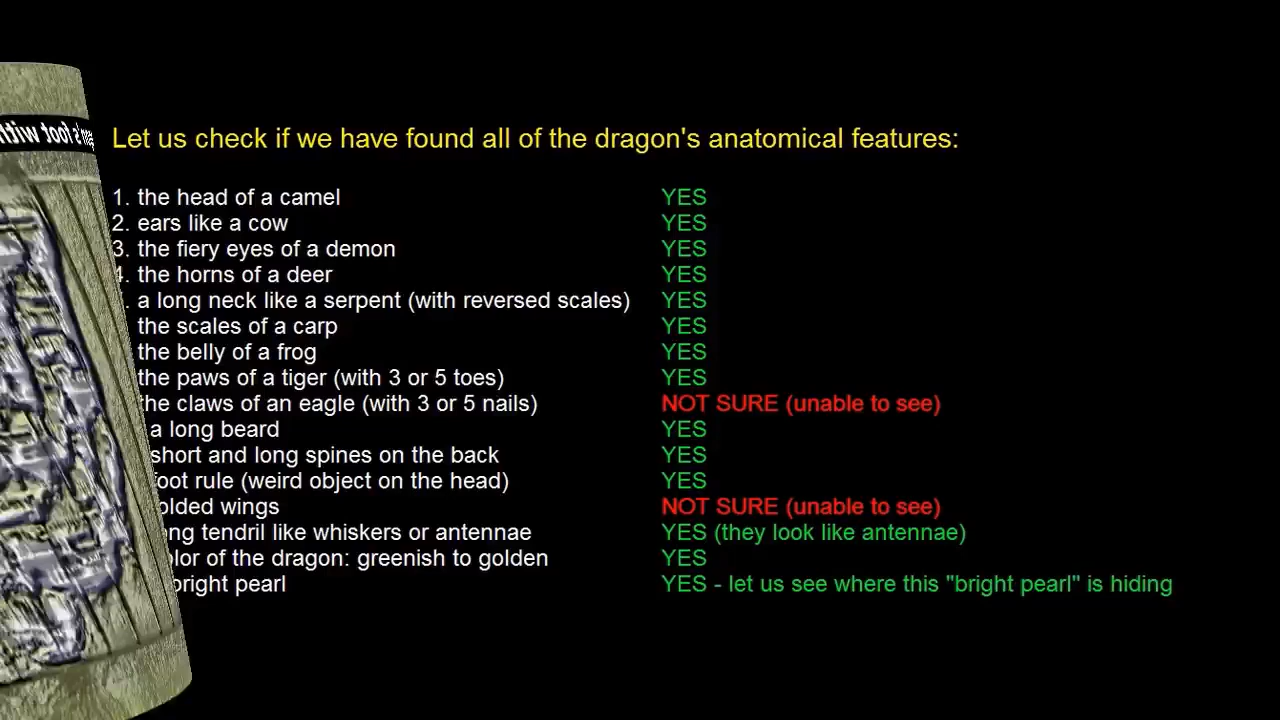 Let us check if we have found all of the dragon's anatomical features:
1. the head of a camel YES
2. ears like a cow YES
3. the fiery eyes of a demon YES
4. the horns of a deer YES
. a long neck like a serpent (with reversed scales) YES
the scales of a carp YES
the belly of a frog YES
the paws of a tiger (with 3 or 5 toes) YES
the claws of an eagle (with 3 or 5 nails) NOT SURE (unable to see)
a long beard YES
short and long spines on the back YES
foot rule (weird object on the head) YES
olded wings NOT SURE (unable to see)
ong tendril like whiskers or antennae YES (they look like antennae)
olor of the dragon: greenish to golden YES
bright pearl YES - let us see where this "bright pearl" is hiding